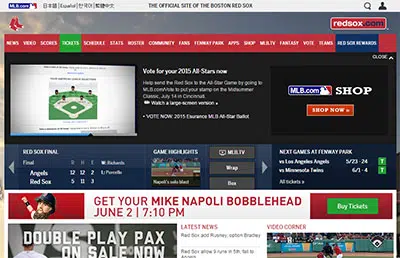 MLB.com 日本語 | Español | 한국어 | 繁體中文 THE OFFICIAL SITE OF THE BOSTON RED SOX
redsox.com
NEWS VIDEO SCORES TICKETS SCHEDULE STATS ROSTER COMMUNITY FANS FENWAY PARK APPS SHOP MY TOWN FANTASY VOTE TEAMS RED SOX REWARDS
CLOSE
Vote for your 2015 All-Stars now
Help send the Red Sox to the All-Star Game by going to
MLB.com/Vote to put your stamp on the Midsummer
Classic, July 14 in Cincinnati.
Watch a large-screen version
• VOTE NOW: 2015 Esurance MLB All-Star Ballot
MLB.com SHOP
SHOP NOW
RED SOX FINAL
Final R H E W: Richards
Angels 12 12 2 L: Porcello
Red Sox 5 11 3
GAME HIGHLIGHTS
Napoli's solo blast
MLB.TV
Wrap
Box
NEXT GAMES AT FENWAY PARK
vs Los Angeles Angels 5/23 - 24 T
vs Minnesota Twins 6/1 - 4 T
All tickets
GET YOUR MIKE NAPOLI BOBBLEHEAD
JUNE 2 | 7:10 PM
Buy Tickets
DOUBLE PLAY PAX
ON SALE NOW
LATEST NEWS
Red Sox add Rusney, option Bradley
Red Sox allow 9 runs in 5th, fall to Angels
VIDEO CORNER